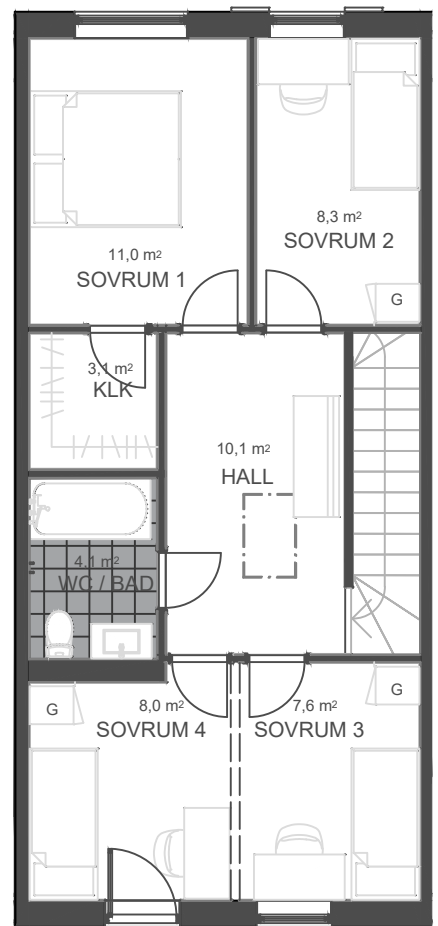 8,3 m²
SOVRUM 2
11,0 m²
SOVRUM 1
G
3,1 m²
KLK
10,1 m²
HALL
4,1 m²
WC / BAD
G
G
8,0 m²
SOVRUM 4
7,6 m²
SOVRUM 3